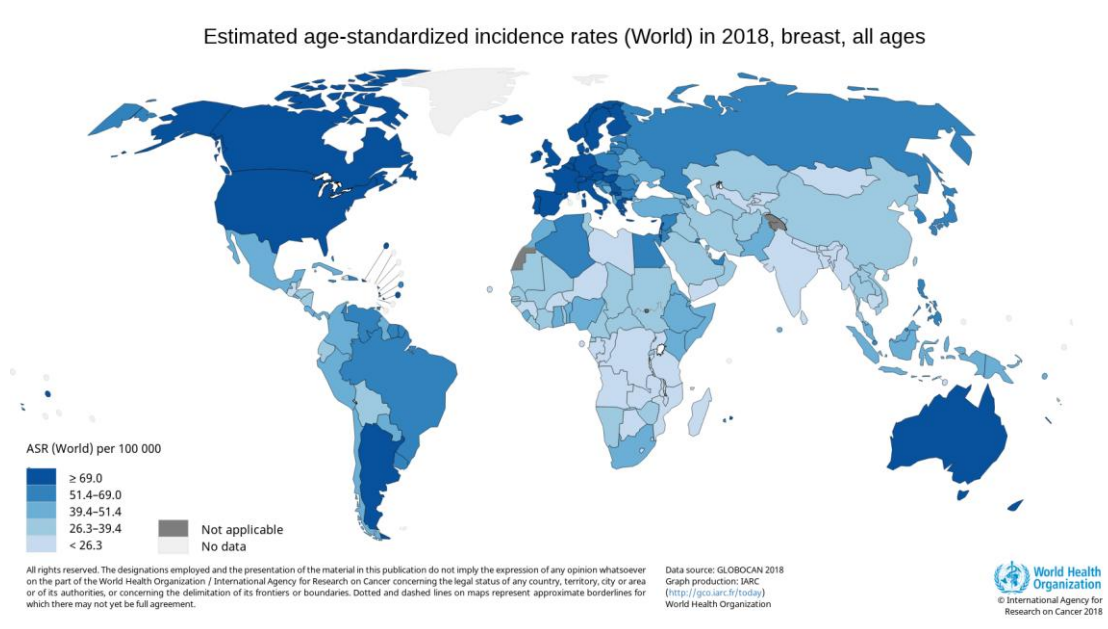 Estimated age-standardized incidence rates (World) in 2018, breast, all ages
ASR (World) per 100 000
≥ 69.0
51.4–69.0
39.4–51.4
26.3–39.4
< 26.3
Not applicable
No data
All rights reserved. The designations employed and the presentation of the material in this publication do not imply the expression of any opinion whatsoever
on the part of the World Health Organization / International Agency for Research on Cancer concerning the legal status of any country, territory, city or area
or of its authorities, or concerning the delimitation of its frontiers or boundaries. Dotted and dashed lines on maps represent approximate borderlines for
which there may not yet be full agreement.
Data source: GLOBOCAN 2018
Graph production: IARC
(http://gco.iarc.fr/today)
World Health Organization
World Health
Organization
© International Agency for
Research on Cancer 2018